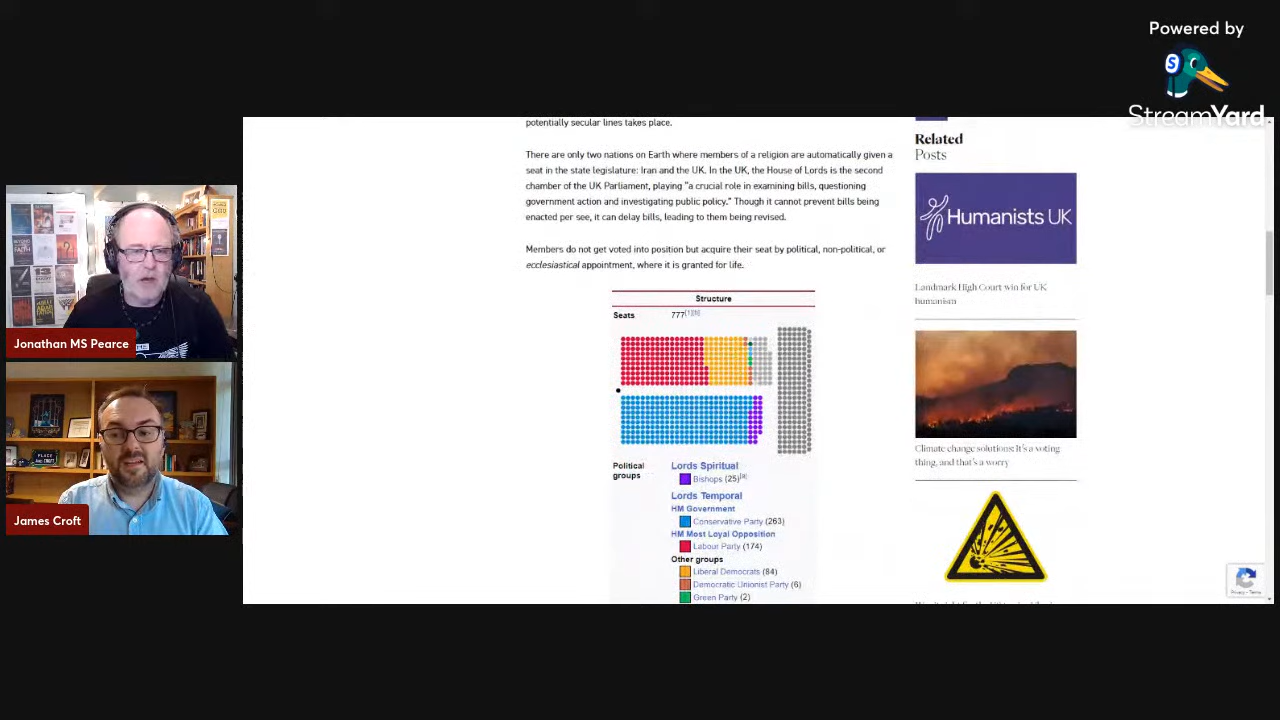 Powered by
StreamYard
potentially secular lines takes place.
There are only two nations on Earth where members of a religion are automatically given
a seat in the state legislature: Iran and the UK. In the UK, the House of Lords is the second
chamber of the UK Parliament, playing "a crucial role in examining bills, questioning
government action and investigating public policy." Though it cannot prevent bills being
enacted per see, it can delay bills, leading to them being revised.
Members do not get voted into position but acquire their seat by political, non-political, or
ecclesiastical appointment, where it is granted for life.
Structure
Seats 777[1][b]
Political
groups
Lords Spiritual
Bishops (25)[a]
Lords Temporal
HM Government
Conservative Party (263)
HM Most Loyal Opposition
Labour Party (174)
Other groups
Liberal Democrats (84)
Democratic Unionist Party (6)
Green Party (2)
Related
Posts
Humanists UK
Landmark High Court win for UK
humanism
Climate change solutions: It's a voting
thing, and that's a worry
Privacy - Terms
Jonathan MS Pearce
James Croft